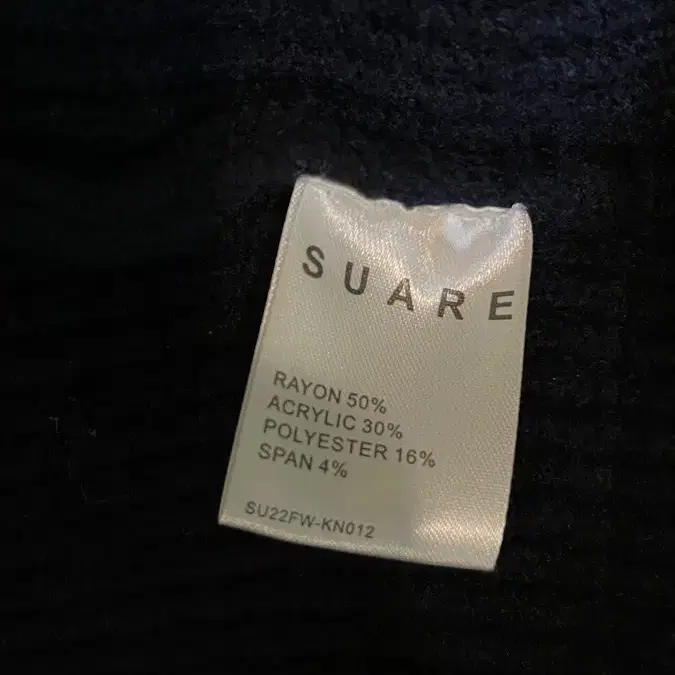 SUARE
RAYON 50%
ACRYLIC 30%
POLYESTER 16%
SPAN 4%
SU22FW-KN012